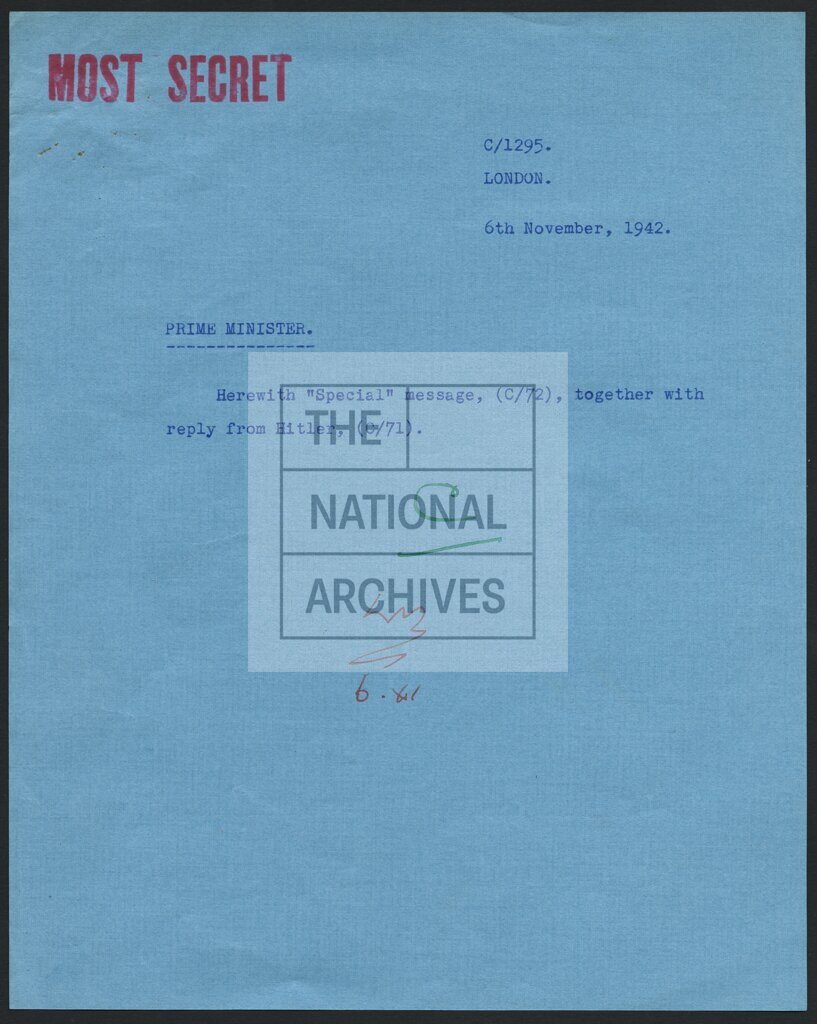 MOST SECRET
C/1295.
LONDON.
6th November, 1942.
PRIME MINISTER.
Herewith "Special" message, (C/72), together with
reply from Hitler, (C/71).
THE
NATIONAL
ARCHIVES
C
6.xi